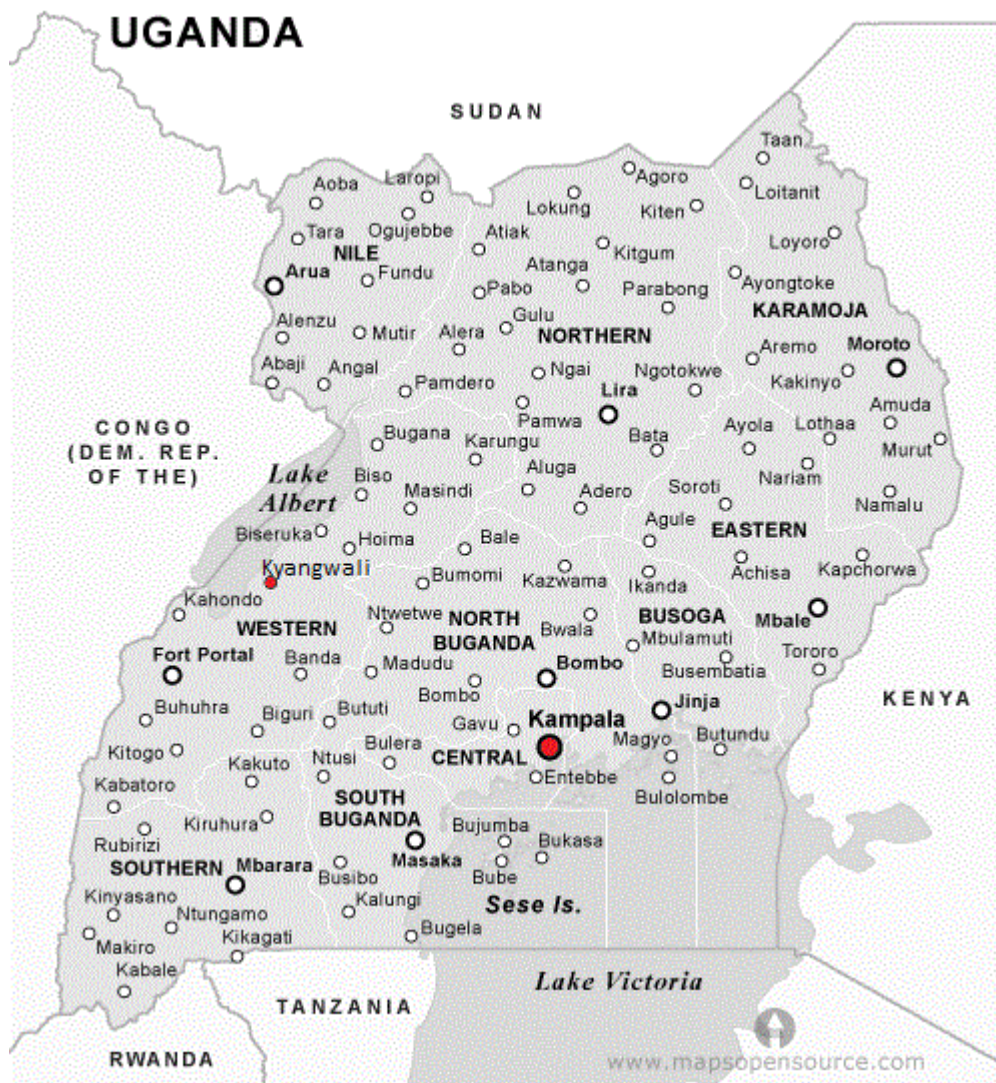 UGANDA
SUDAN
Taan
Laropi
Agoro
Aoba
Loitanit
Lokung
Kiten
Ogujebbe
Tara
Atiak
Loyoro
NILE
Kitgum
Arua
Fundu
Atanga
Ayongtoke
Pabo
Parabong
KARAMOJA
Gulu
Alenzu
Mutir
Alera
NORTHERN
Moroto
Aremo
Abaji
Angal
Ngai
Ngotokwe
Kakinyo
Pamdero
Lira
Amuda
Pamwa
CONGO
(DEM. REP.
OF THE)
Bugana
Karungu
Bata
Ayola
Lothaa
Murut
Lake
Albert
Biso
Aluga
Nariam
Masindi
Adero
Soroti
Namalu
Biseruka
Hoima
Bale
Agule
EASTERN
Kyangwali
Bumomi
Kazwama
Ikanda
Achisa
Kapchorwa
Kahondo
WESTERN
Ntwetwe
NORTH
BUGANDA
Bwala
BUSOGA
Mbale
Mbulamuti
Fort Portal
Banda
Madudu
Bombo
Busembatia
Tororo
Bombo
KENYA
Buhuhra
Biguri
Bututi
Gavu
Kampala
Jinja
Kitogo
Bulera
CENTRAL
Magyo
Butundu
Kakuto
Ntusi
Entebbe
Kabatoro
Bulolombe
SOUTH
BUGANDA
Kiruhura
Bujumba
Bukasa
Rubirizi
Masaka
SOUTHERN
Mbarara
Busibo
Bube
Kinyasano
Ntungamo
Kalungi
Sese Is.
Makiro
Kikagati
Bugela
Kabale
Lake Victoria
TANZANIA
RWANDA
www.mapsopensource.com